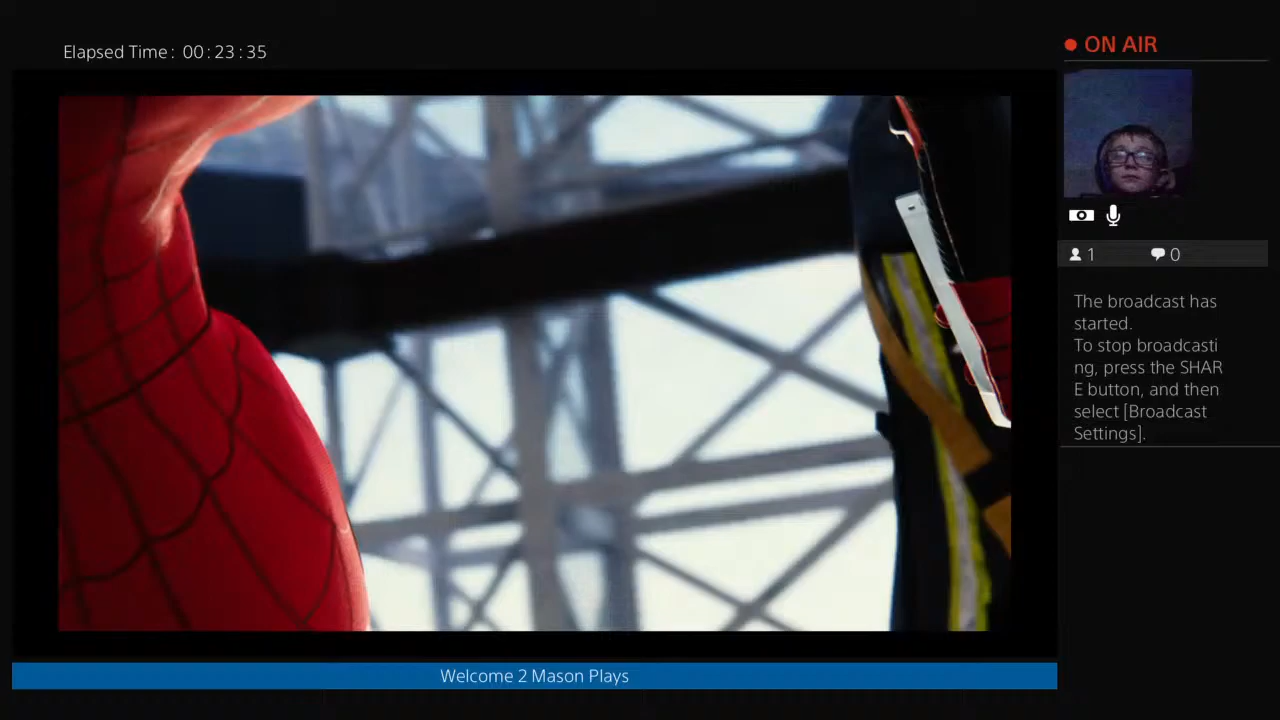 Elapsed Time: 00:23:35
ON AIR
1
0
The broadcast has
started.
To stop broadcasti
ng, press the SHAR
E button, and then
select [Broadcast
Settings].
Welcome 2 Mason Plays